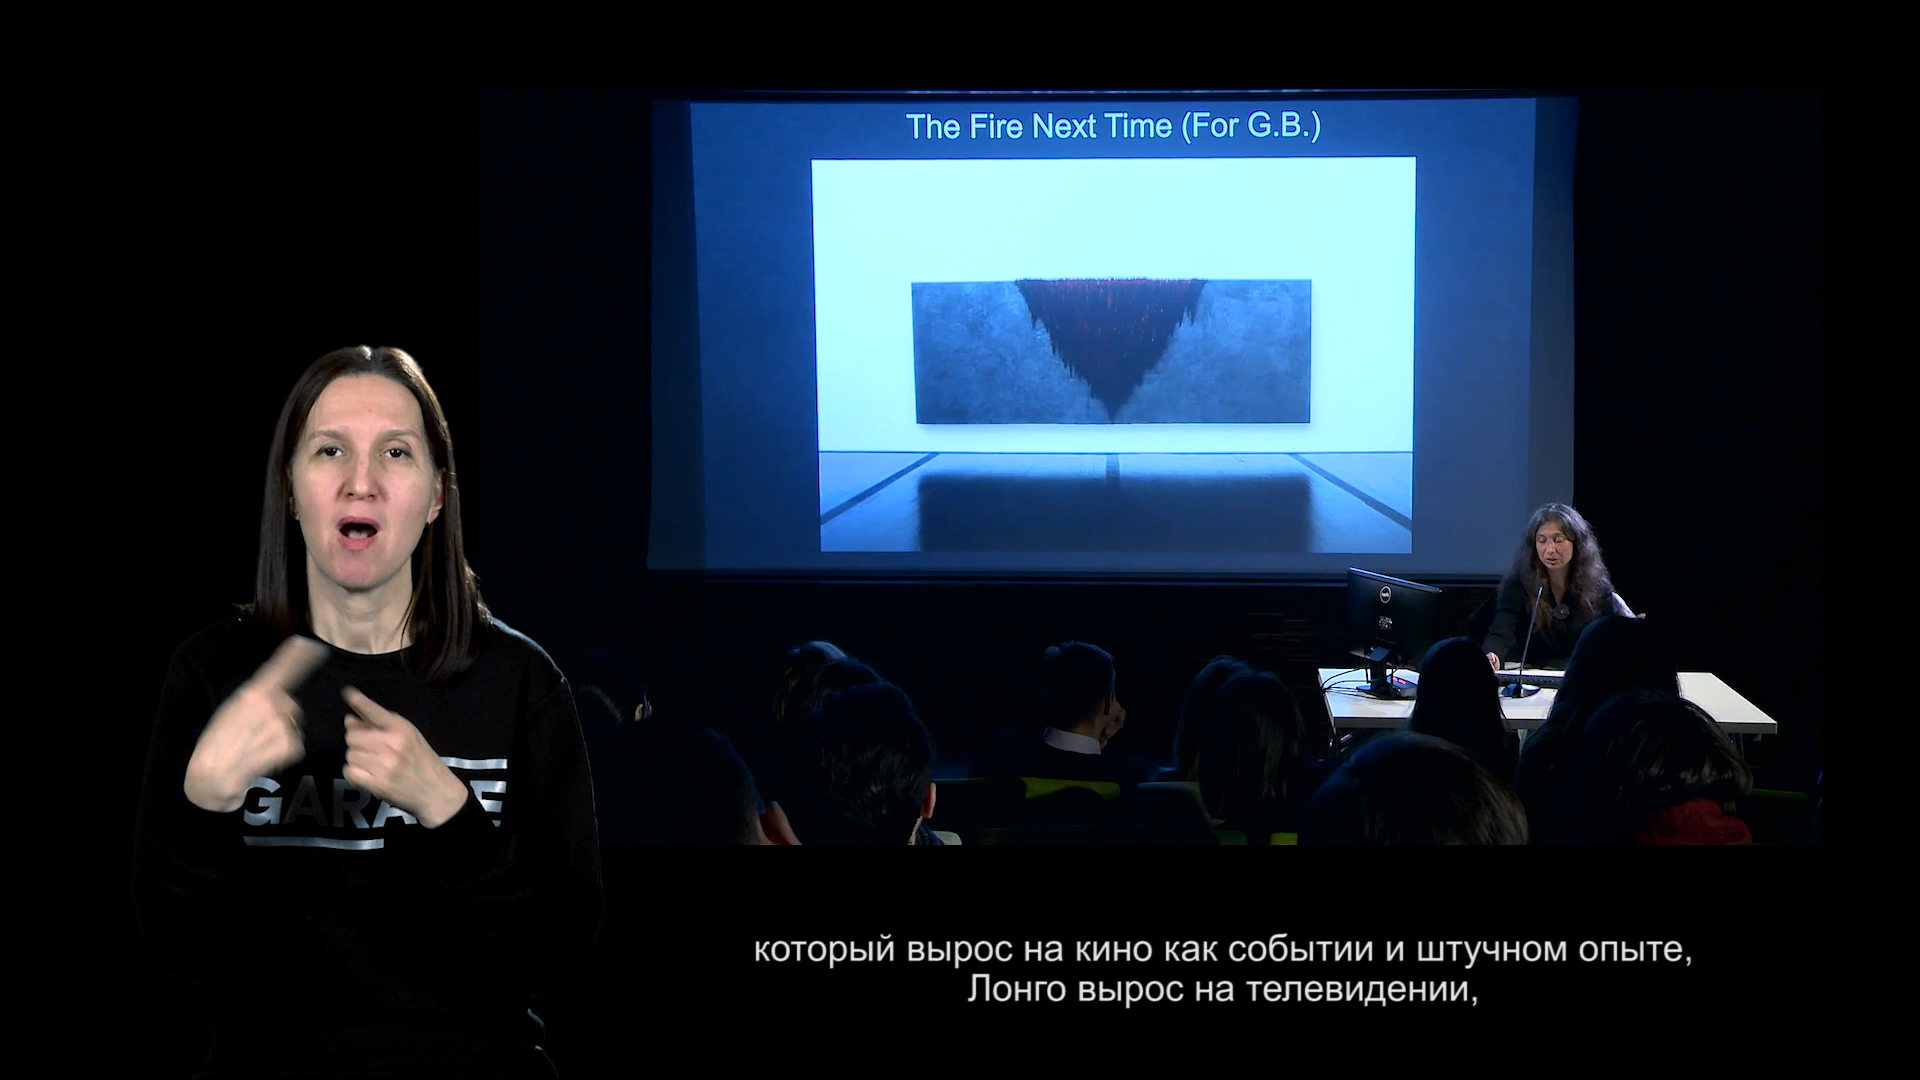 The Fire Next Time (For G.B.)
GARAGE
который вырос на кино как событии и штучном опыте,
Лонго вырос на телевидении,